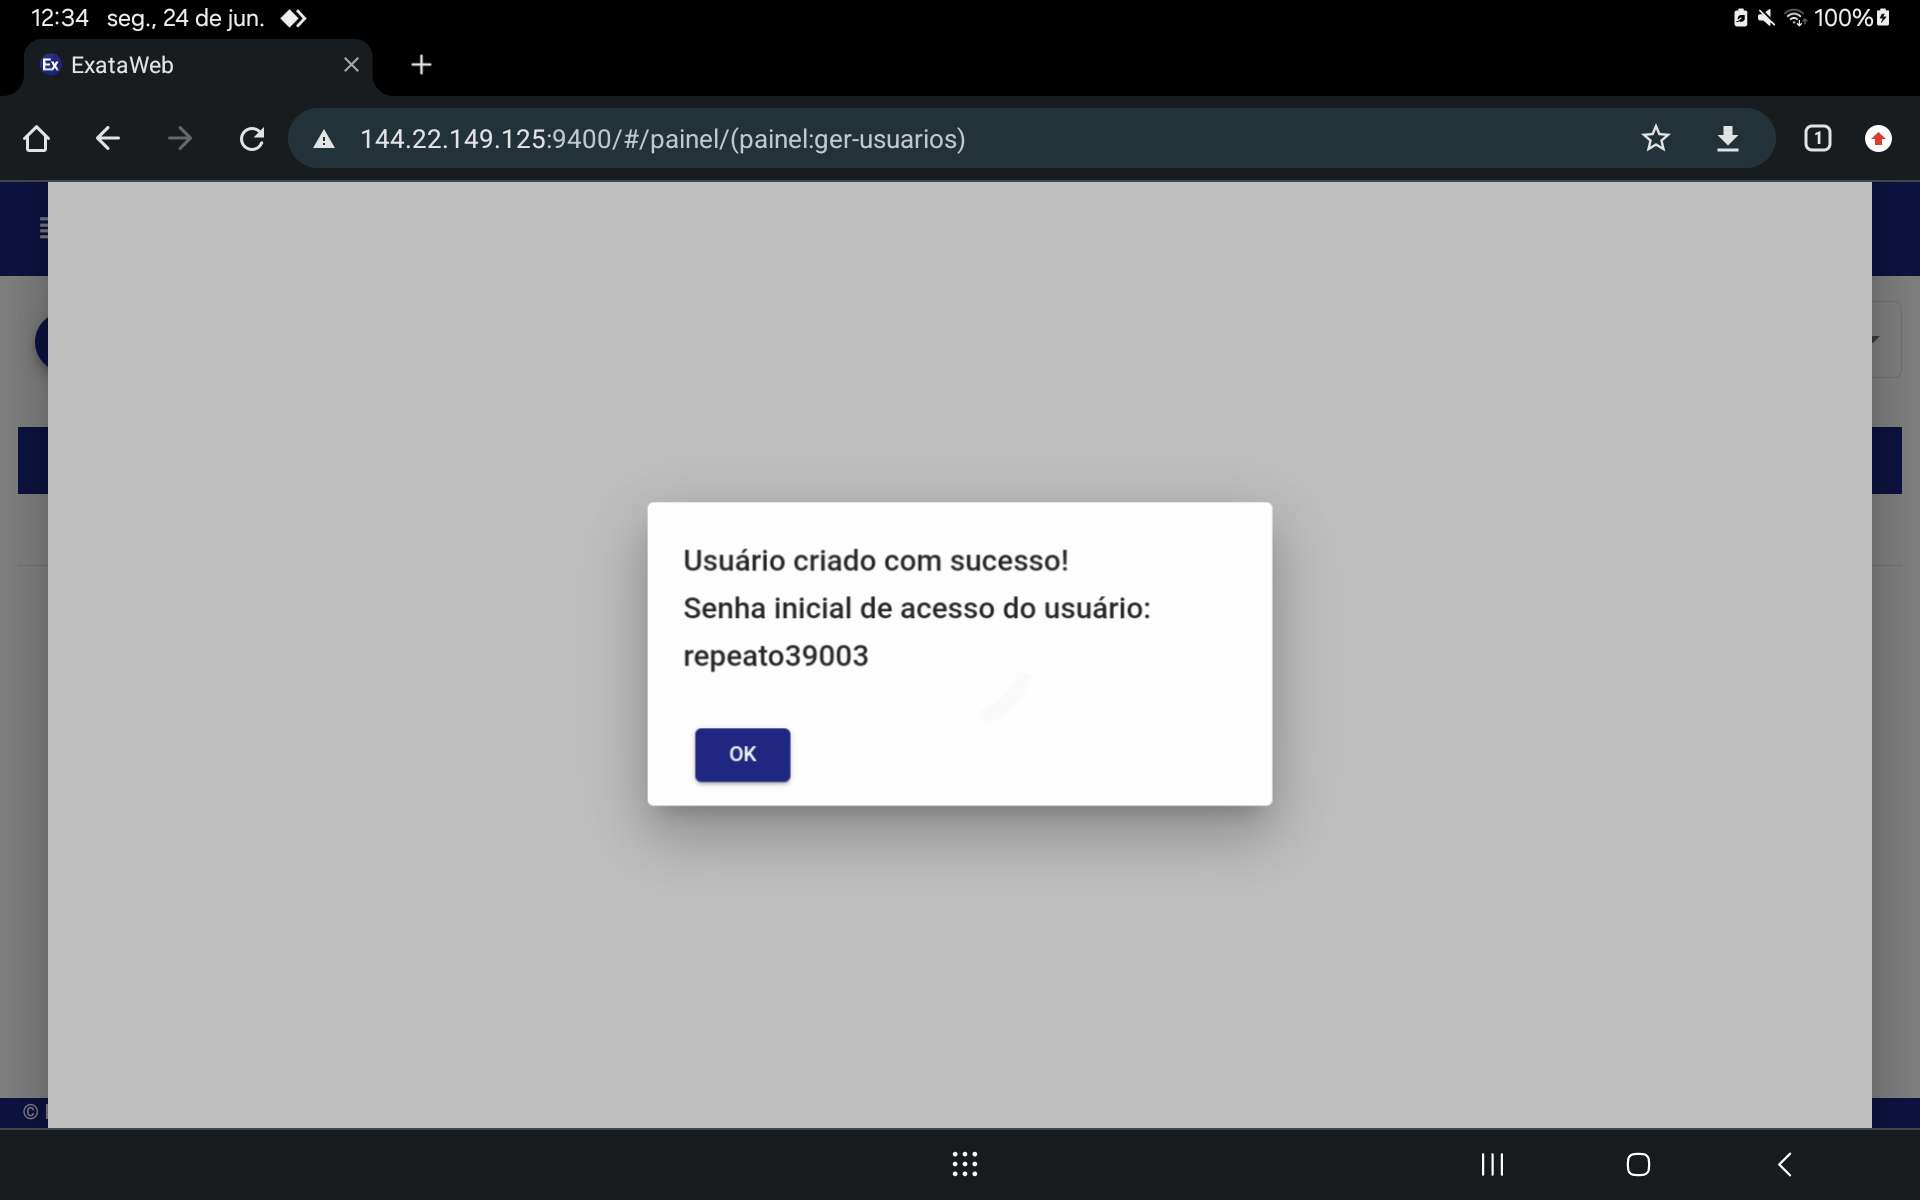 12:34 seg., 24 de jun.
100%
Ex ExataWeb
144.22.149.125:9400/#/painel/(painel:ger-usuarios)
1
Usuário criado com sucesso!
Senha inicial de acesso do usuário:
repeato39003
OK
©